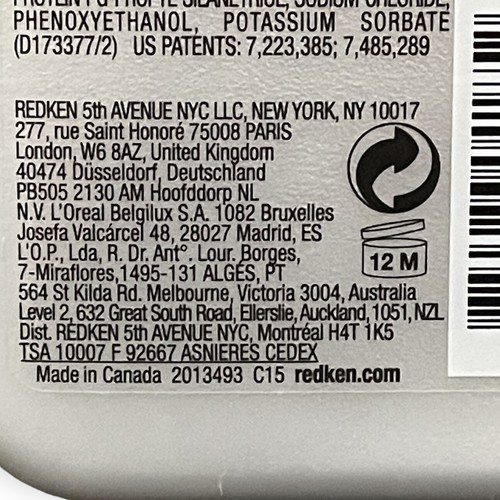 SODIUM CHLORIDE,
PHENOXYETHANOL, POTASSIUM SORBATE
(D173377/2) US PATENTS: 7,223,385; 7,485,289
REDKEN 5th AVENUE NYC LLC, NEW YORK, NY 10017
277, rue Saint Honoré 75008 PARIS
London, W6 8AZ, United Kingdom
40474 Düsseldorf, Deutschland
PB505 2130 AM Hoofddorp NL
N.V. L'Oreal Belgilux S.A. 1082 Bruxelles
Josefa Valcárcel 48, 28027 Madrid, ES
L'O.P., Lda, R. Dr. Antº. Lour. Borges,
7-Miraflores,1495-131 ALGÉS, PT
12 M
564 St Kilda Rd. Melbourne, Victoria 3004, Australia
Level 2, 632 Great South Road, Ellerslie, Auckland, 1051, NZL
Dist. REDKEN 5th AVENUE NYC, Montréal H4T 1K5
TSA 10007 F 92667 ASNIERES CEDEX
Made in Canada 2013493 C15 redken.com